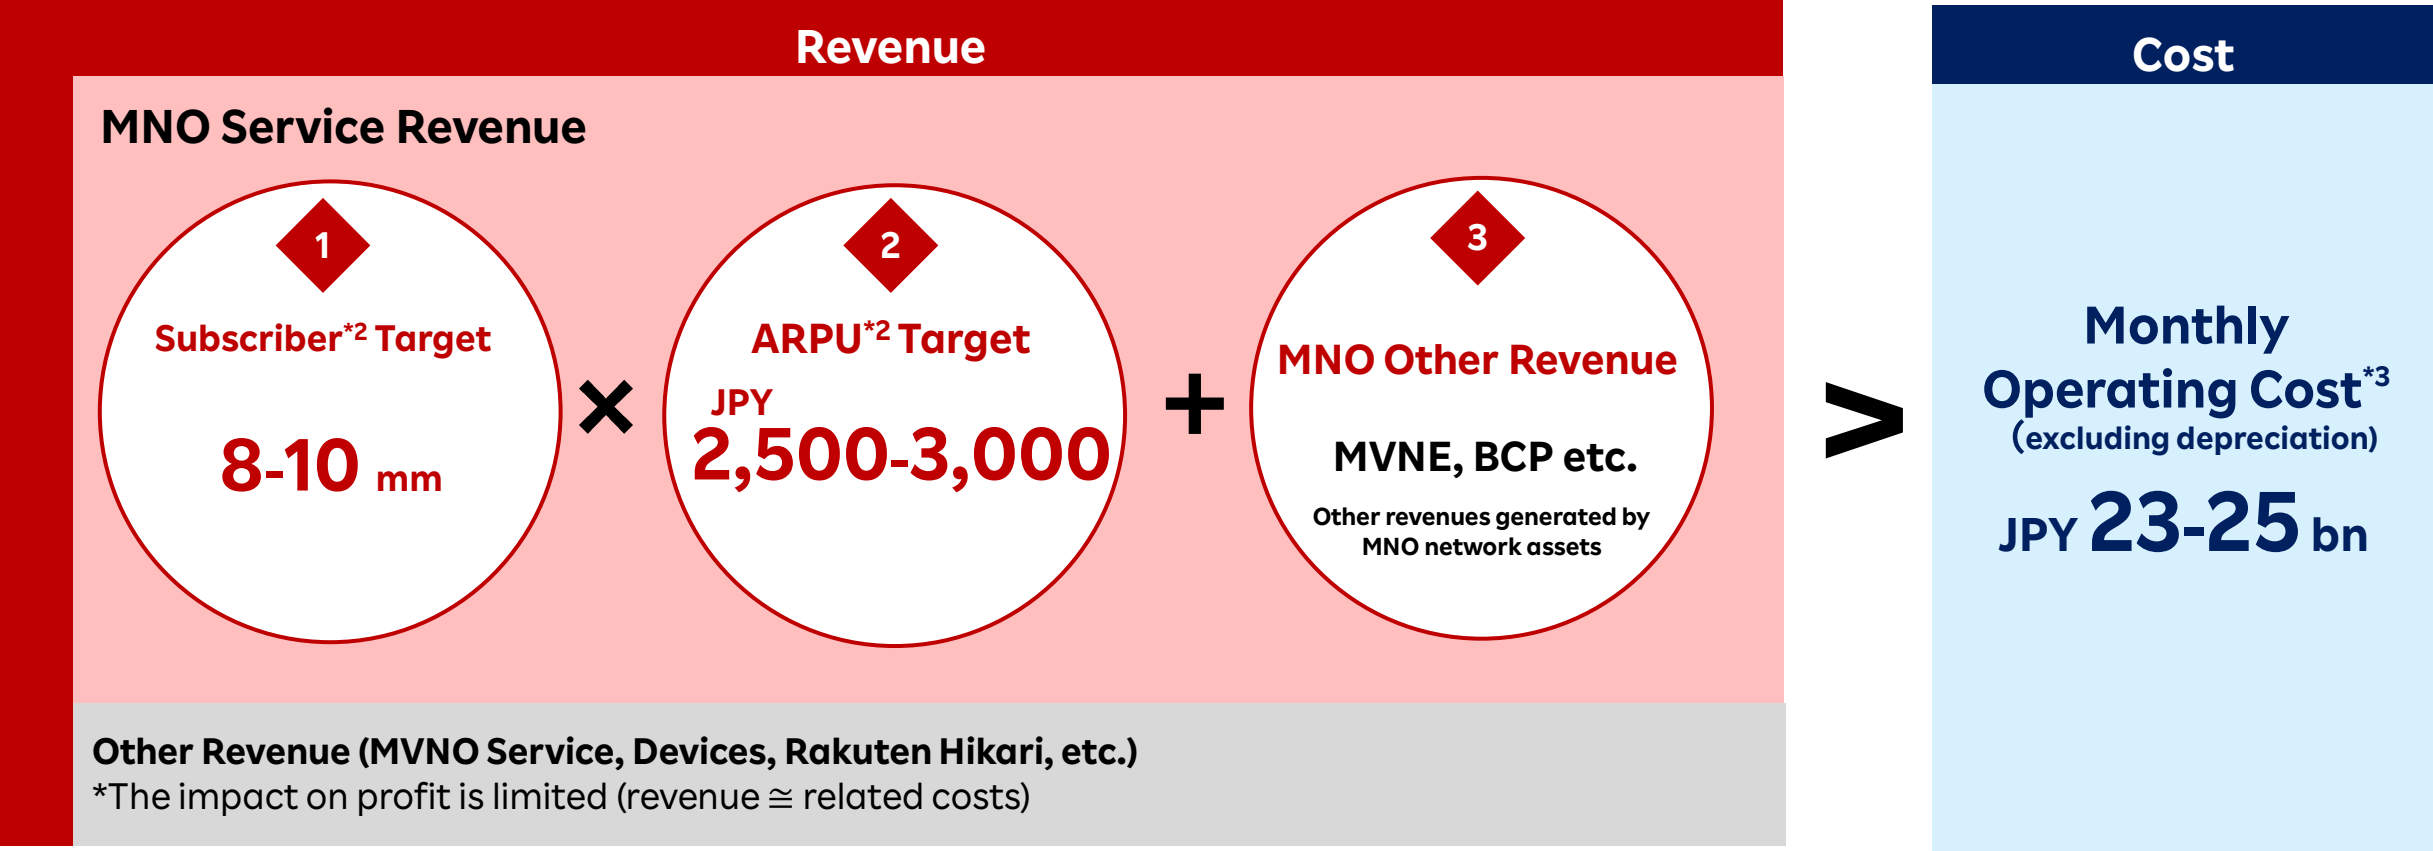 Revenue
MNO Service Revenue
1
Subscriber*2 Target
8-10 mm
×
2
ARPU*2 Target
JPY
2,500-3,000
+
3
MNO Other Revenue
MVNE, BCP etc.
Other revenues generated by
MNO network assets
Other Revenue (MVNO Service, Devices, Rakuten Hikari, etc.)
*The impact on profit is limited (revenue ≅ related costs)
>
Cost
Monthly
Operating Cost*3
(excluding depreciation)
JPY 23-25 bn